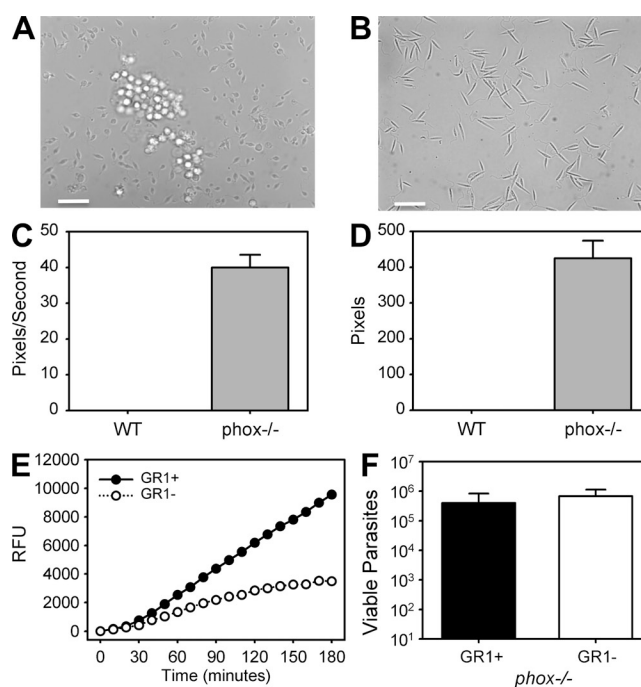 A
B
C
50
40
30
20
10
0
Pixels/Second
WT
phox-/-
D
500
400
300
200
100
0
Pixels
WT
phox-/-
E
GR1+
GR1-
12000
10000
8000
6000
4000
2000
0
RFU
0
30
60
90
120
150
180
Time (minutes)
F
10⁷
10⁶
10⁵
10⁴
10³
10²
10¹
Viable Parasites
GR1+
GR1-
phox-/-